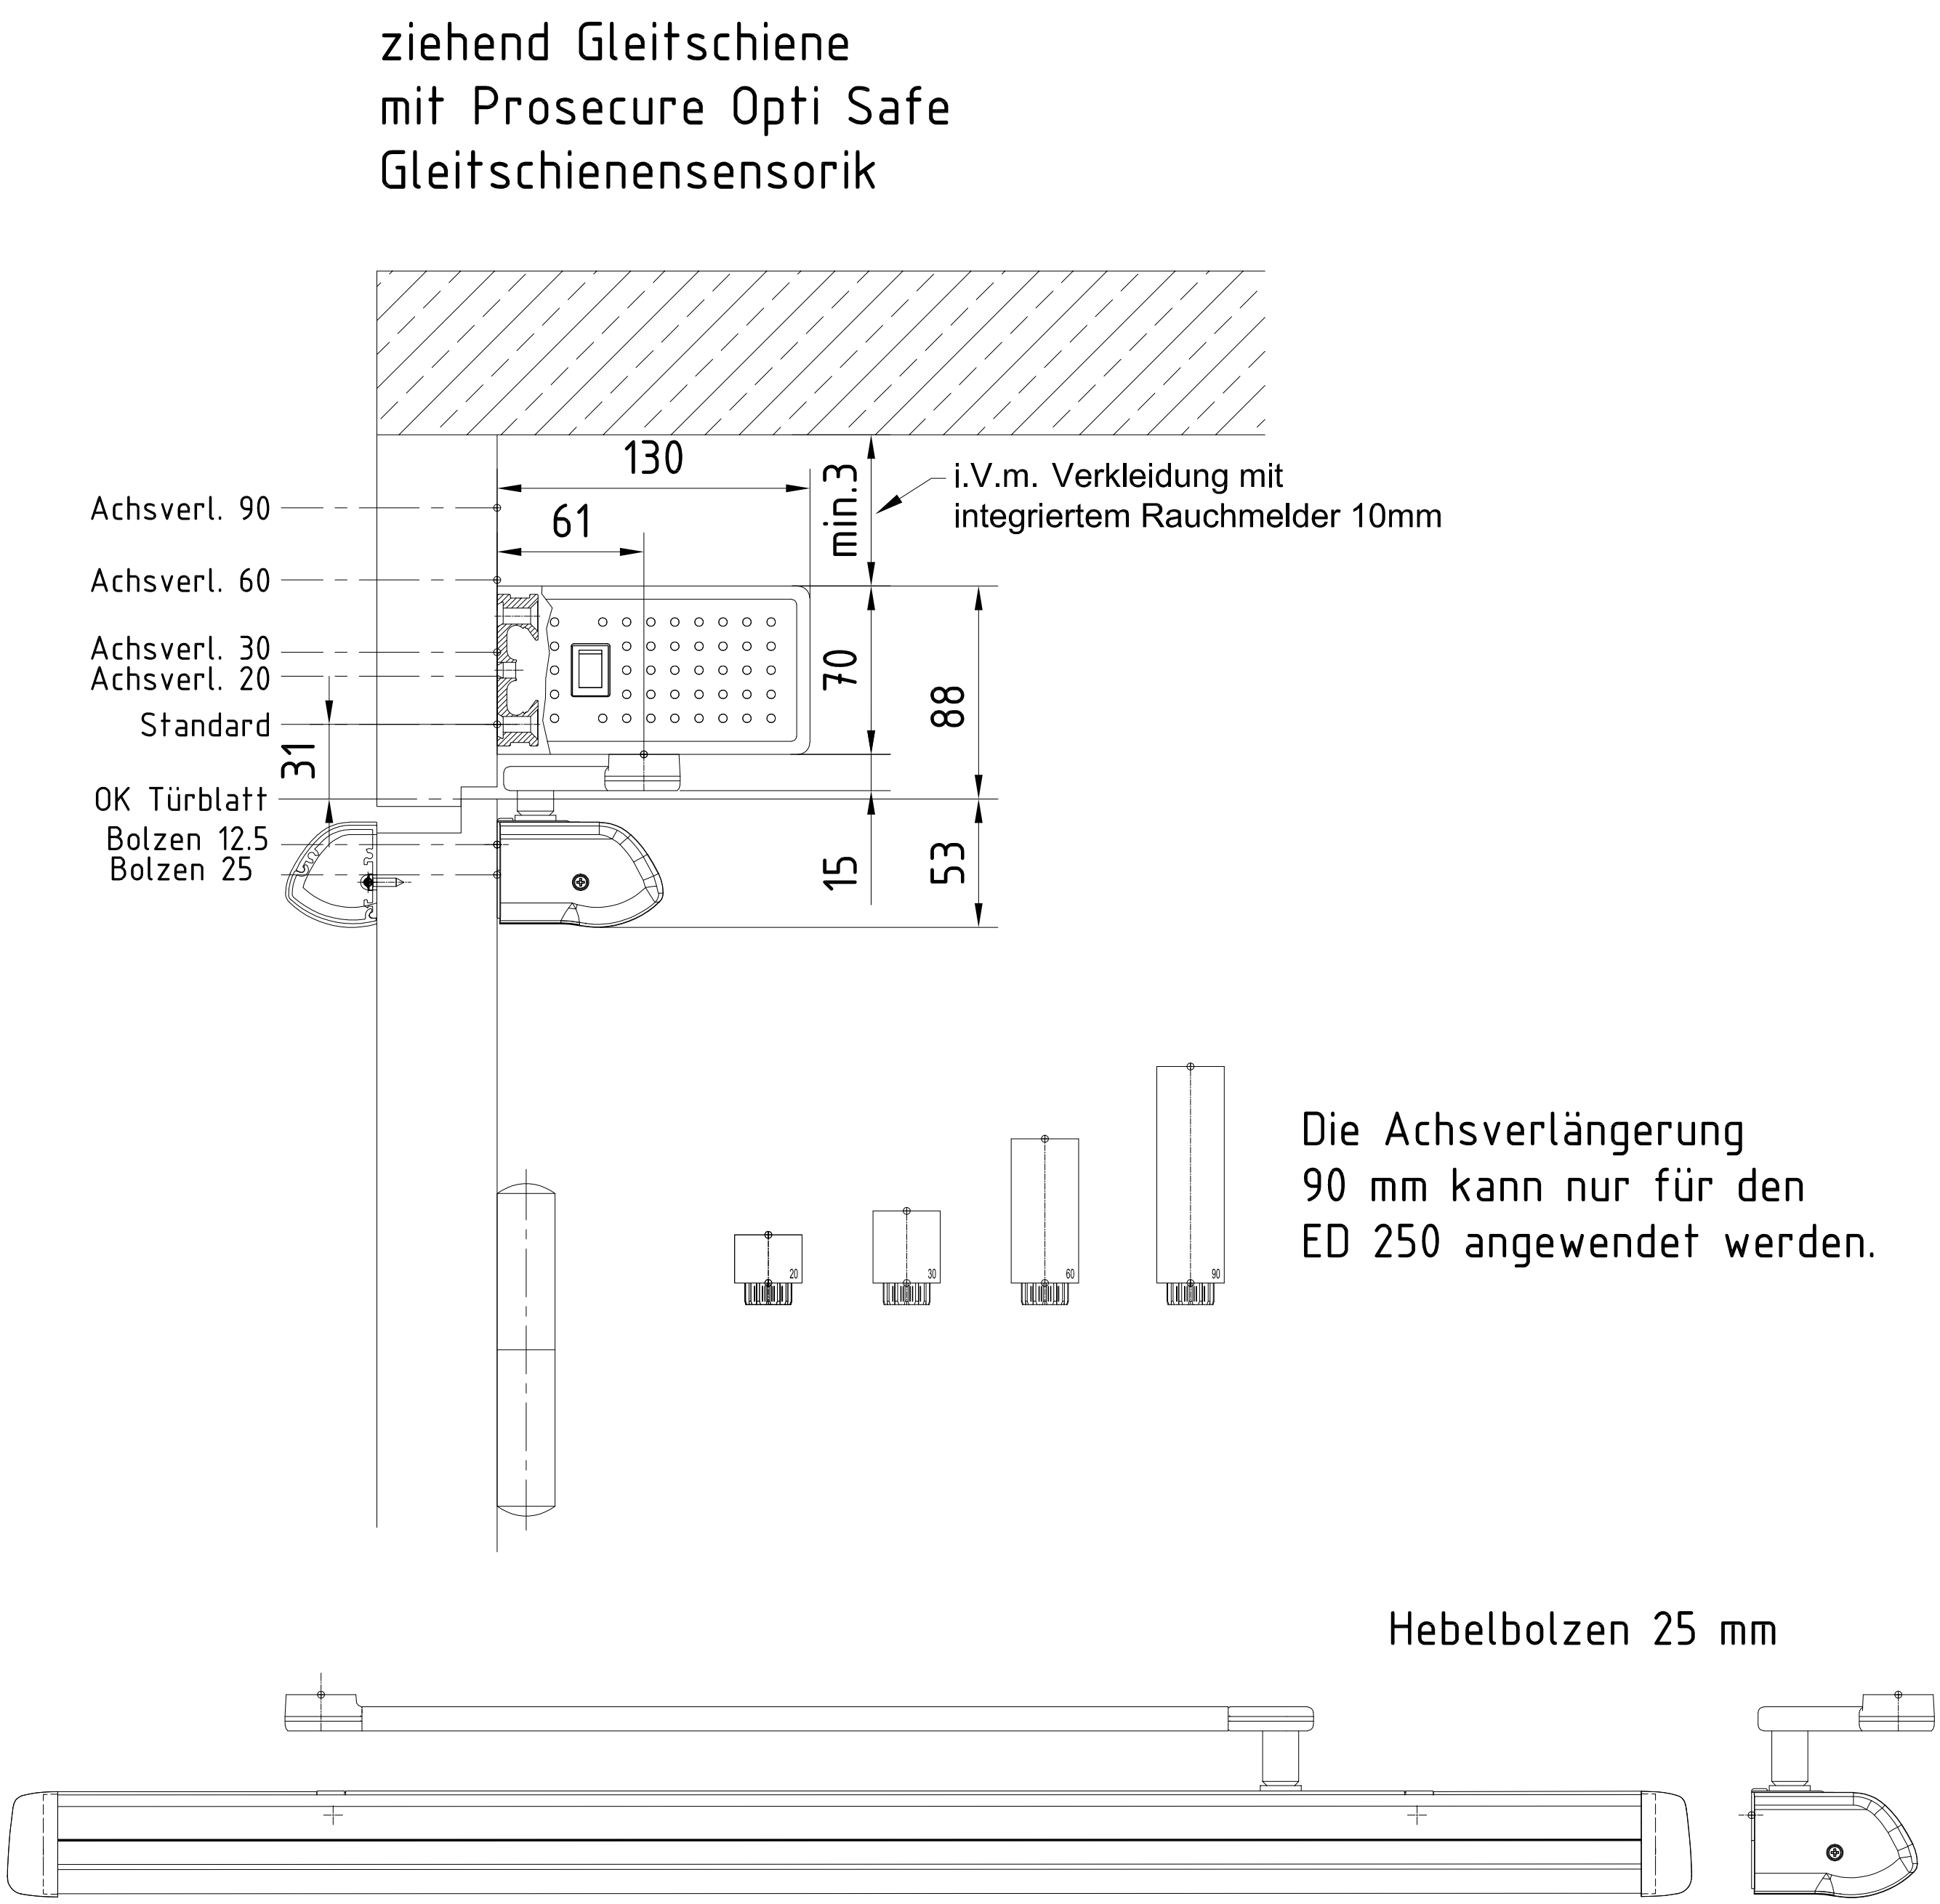 ziehend Gleitschiene
mit Prosecure Opti Safe
Gleitschienensensorik
130
61
min.3
i.V.m. Verkleidung mit
integriertem Rauchmelder 10mm
Achsverl. 90
Achsverl. 60
Achsverl. 30
Achsverl. 20
Standard
31
OK Türblatt
Bolzen 12.5
Bolzen 25
70
88
15
53
20
30
60
90
Die Achsverlängerung
90 mm kann nur für den
ED 250 angewendet werden.
Hebelbolzen 25 mm